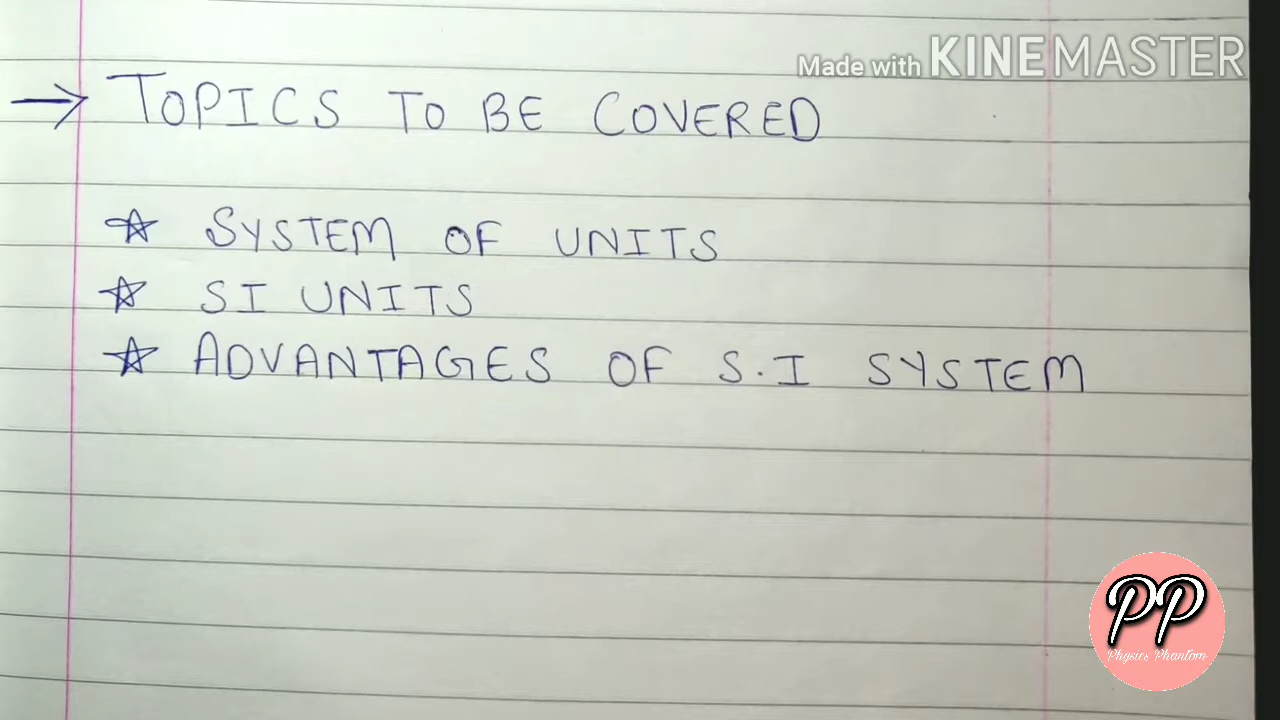 Made with KINEMASTER
→ TOPICS TO BE COVERED
☆ SYSTEM OF UNITS
☆ SI UNITS
☆ ADVANTAGES OF S.I SYSTEM
PP
Physics Phantom